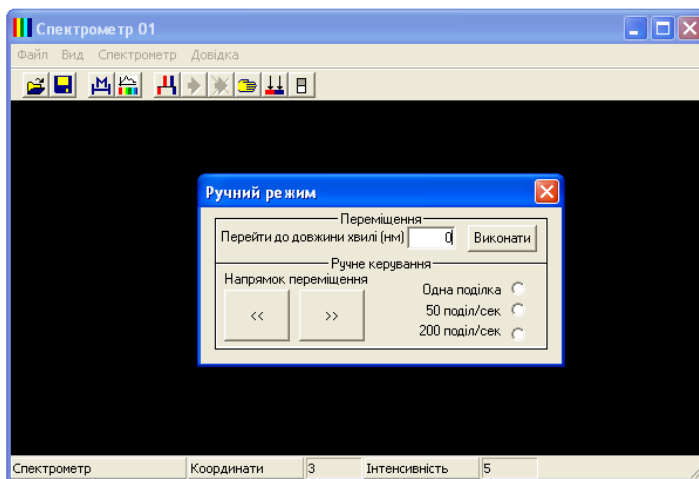 Спектрометр 01
Файл Вид Спектрометр Довідка
Ручний режим
Переміщення
Перейти до довжини хвилі (нм) 0 Виконати
Ручне керування
Напрямок переміщення
<< >>
Одна поділка
50 поділ/сек
200 поділ/сек
Спектрометр Координати 3 Інтенсивність 5